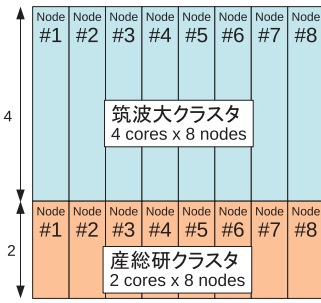 Node Node Node Node Node Node Node Node
#1 #2 #3 #4 #5 #6 #7 #8
4
筑波大クラスタ
4 cores x 8 nodes
Node Node Node Node Node Node Node Node
#1 #2 #3 #4 #5 #6 #7 #8
2
産総研クラスタ
2 cores x 8 nodes